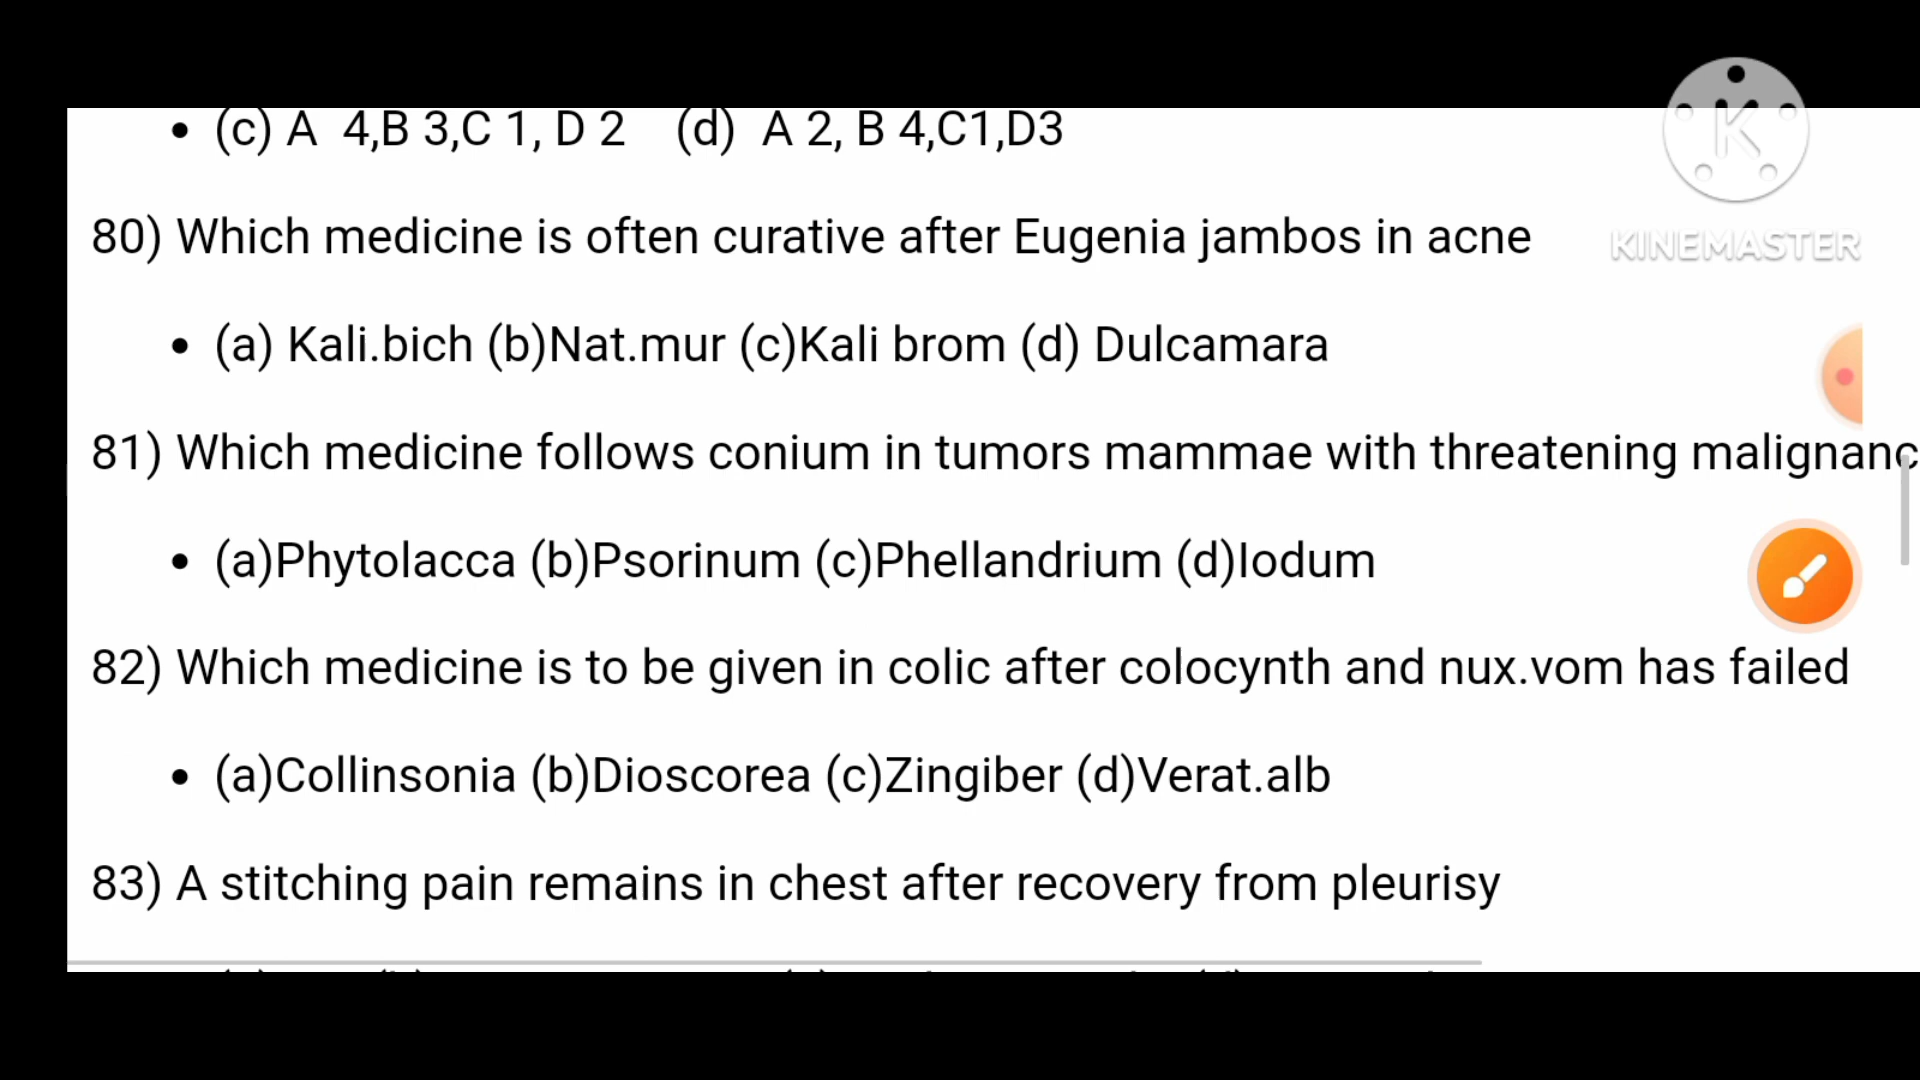 (c) A 4,B 3,C 1, D 2 (d) A 2, B 4,C1,D3
80) Which medicine is often curative after Eugenia jambos in acne
KINEMASTER
(a) Kali.bich (b)Nat.mur (c)Kali brom (d) Dulcamara
81) Which medicine follows conium in tumors mammae with threatening malignanc
(a)Phytolacca (b)Psorinum (c)Phellandrium (d)Iodum
82) Which medicine is to be given in colic after colocynth and nux.vom has failed
(a)Collinsonia (b)Dioscorea (c)Zingiber (d)Verat.alb
83) A stitching pain remains in chest after recovery from pleurisy